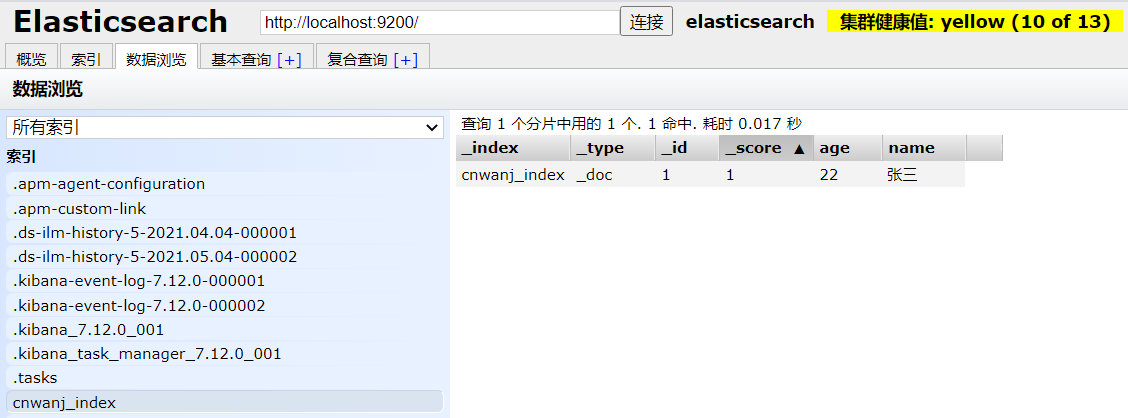 Elasticsearch http://localhost:9200/ 连接 elasticsearch 集群健康值: yellow (10 of 13)
概览 索引 数据浏览 基本查询 [+] 复合查询 [+]
数据浏览
所有索引
索引
.apm-agent-configuration
.apm-custom-link
.ds-ilm-history-5-2021.04.04-000001
.ds-ilm-history-5-2021.05.04-000002
.kibana-event-log-7.12.0-000001
.kibana-event-log-7.12.0-000002
.kibana_7.12.0_001
.kibana_task_manager_7.12.0_001
.tasks
cnwanj_index
查询 1 个分片中用的 1 个. 1 命中. 耗时 0.017 秒
_index _type _id _score ▲ age name
cnwanj_index _doc 1 1 22 张三